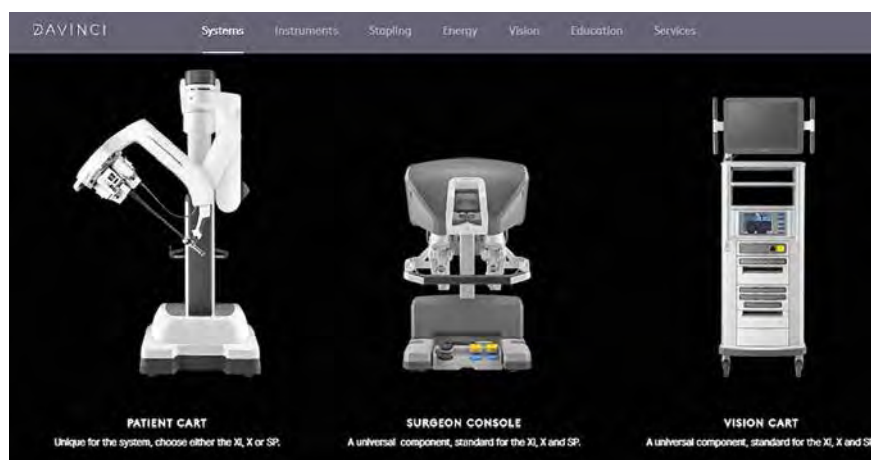 DAVINCI Systems Instruments Stapling Energy Vision Education Services
PATIENT CART
Unique for the system, choose either the XI, X or SP.
SURGEON CONSOLE
A universal component, standard for the XI, X and SP.
VISION CART
A universal component, standard for the XI, X and SP